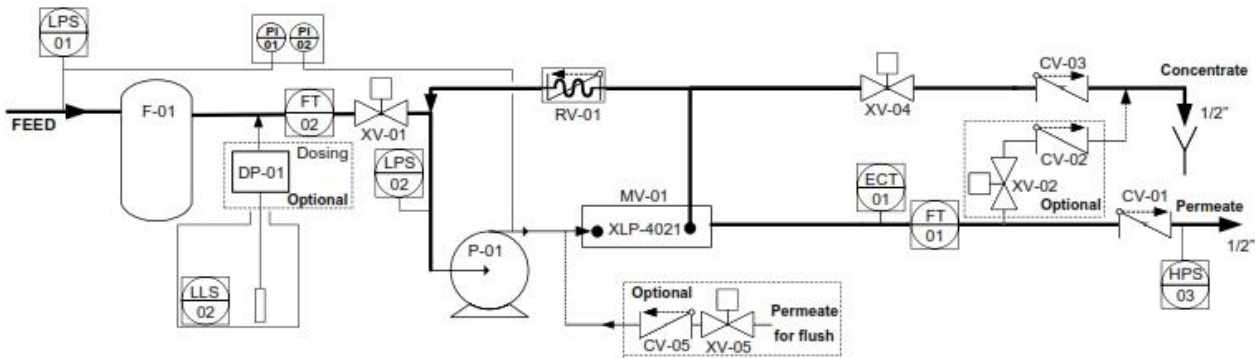 LPS
01
PI
01
PI
02
FEED
F-01
FT
02
XV-01
RV-01
XV-04
CV-03
Concentrate
1/2"
Dosing
DP-01
Optional
LPS
02
LLS
02
P-01
MV-01
XLP-4021
ECT
01
FT
01
CV-02
XV-02
Optional
CV-01
Permeate
1/2"
HPS
03
Optional
Permeate
for flush
CV-05
XV-05